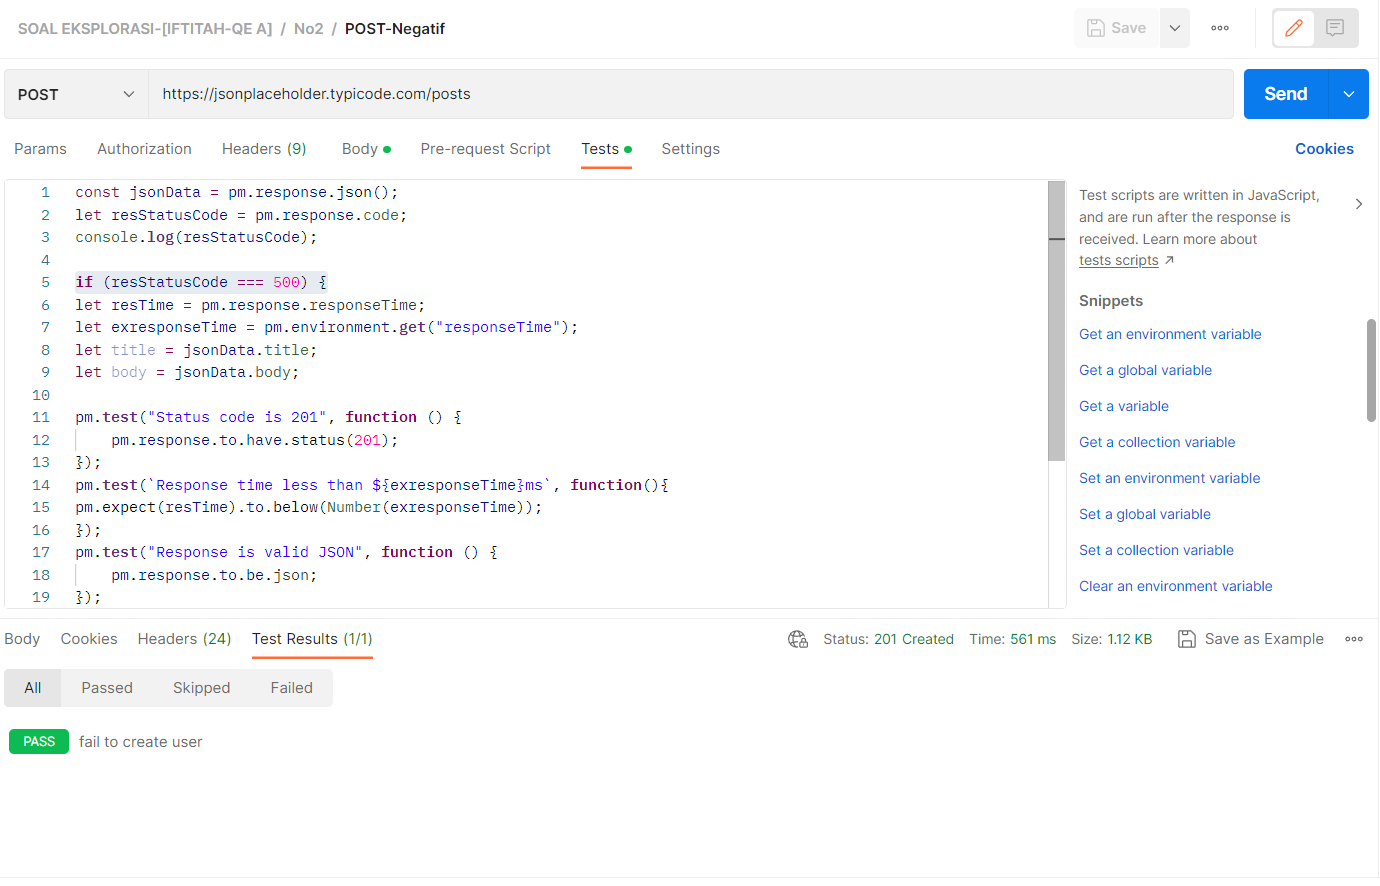 SOAL EKSPLORASI-[IFTITAH-QE A] / No2 / POST-Negatif
Save
POST
https://jsonplaceholder.typicode.com/posts
Send
Params Authorization Headers (9) Body Pre-request Script Tests Settings
Cookies
1 const jsonData = pm.response.json();
2 let resStatusCode = pm.response.code;
3 console.log(resStatusCode);
4
5 if (resStatusCode === 500) {
6 let resTime = pm.response.responseTime;
7 let exresponseTime = pm.environment.get("responseTime");
8 let title = jsonData.title;
9 let body = jsonData.body;
10
11 pm.test("Status code is 201", function () {
12 pm.response.to.have.status(201);
13 });
14 pm.test(`Response time less than ${exresponseTime}ms`, function(){
15 pm.expect(resTime).to.below(Number(exresponseTime));
16 });
17 pm.test("Response is valid JSON", function () {
18 pm.response.to.be.json;
19 });
Test scripts are written in JavaScript,
and are run after the response is
received. Learn more about
tests scripts ↗
Snippets
Get an environment variable
Get a global variable
Get a variable
Get a collection variable
Set an environment variable
Set a global variable
Set a collection variable
Clear an environment variable
Body Cookies Headers (24) Test Results (1/1)
Status: 201 Created Time: 561 ms Size: 1.12 KB Save as Example
All Passed Skipped Failed
PASS fail to create user